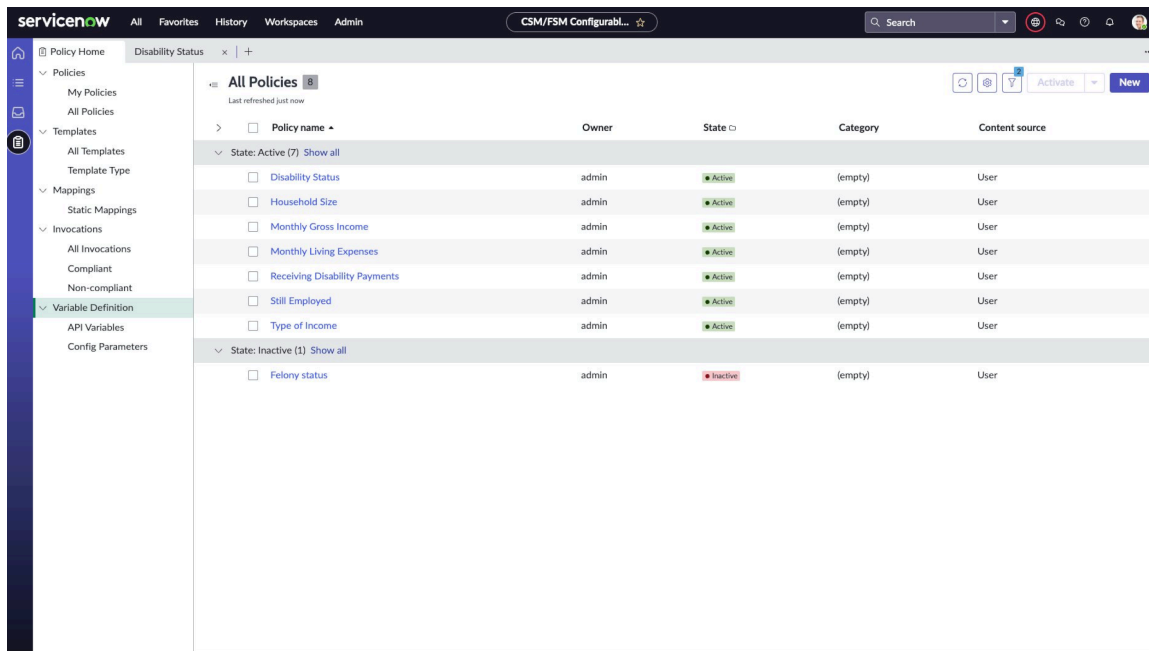 servicenow All Favorites History Workspaces Admin CSM/FSM Configurabl... Search
Policy Home Disability Status × +
Policies
My Policies
All Policies
Templates
All Templates
Template Type
Mappings
Static Mappings
Invocations
All Invocations
Compliant
Non-compliant
Variable Definition
API Variables
Config Parameters
All Policies 8
Last refreshed just now
2 Activate New
Policy name Owner State Category Content source
State: Active (7) Show all
Disability Status admin Active (empty) User
Household Size admin Active (empty) User
Monthly Gross Income admin Active (empty) User
Monthly Living Expenses admin Active (empty) User
Receiving Disability Payments admin Active (empty) User
Still Employed admin Active (empty) User
Type of Income admin Active (empty) User
State: Inactive (1) Show all
Felony status admin Inactive (empty) User